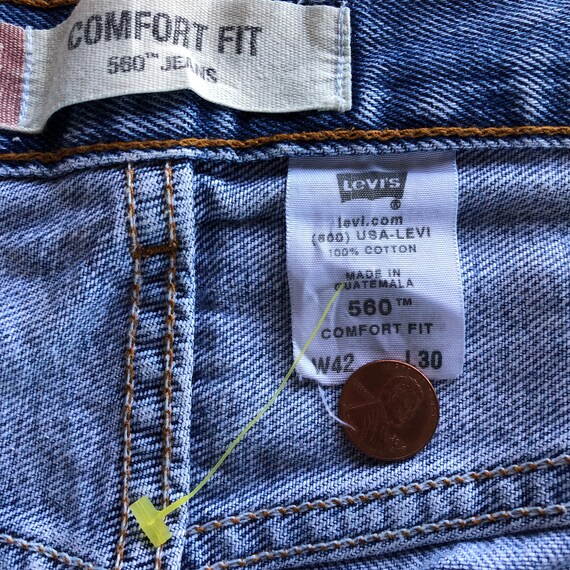 COMFORT FIT
560™ JEANS
Levi's®
levi.com
(800) USA-LEVI
100% COTTON
MADE IN
GUATEMALA
560™
COMFORT FIT
W42 L30